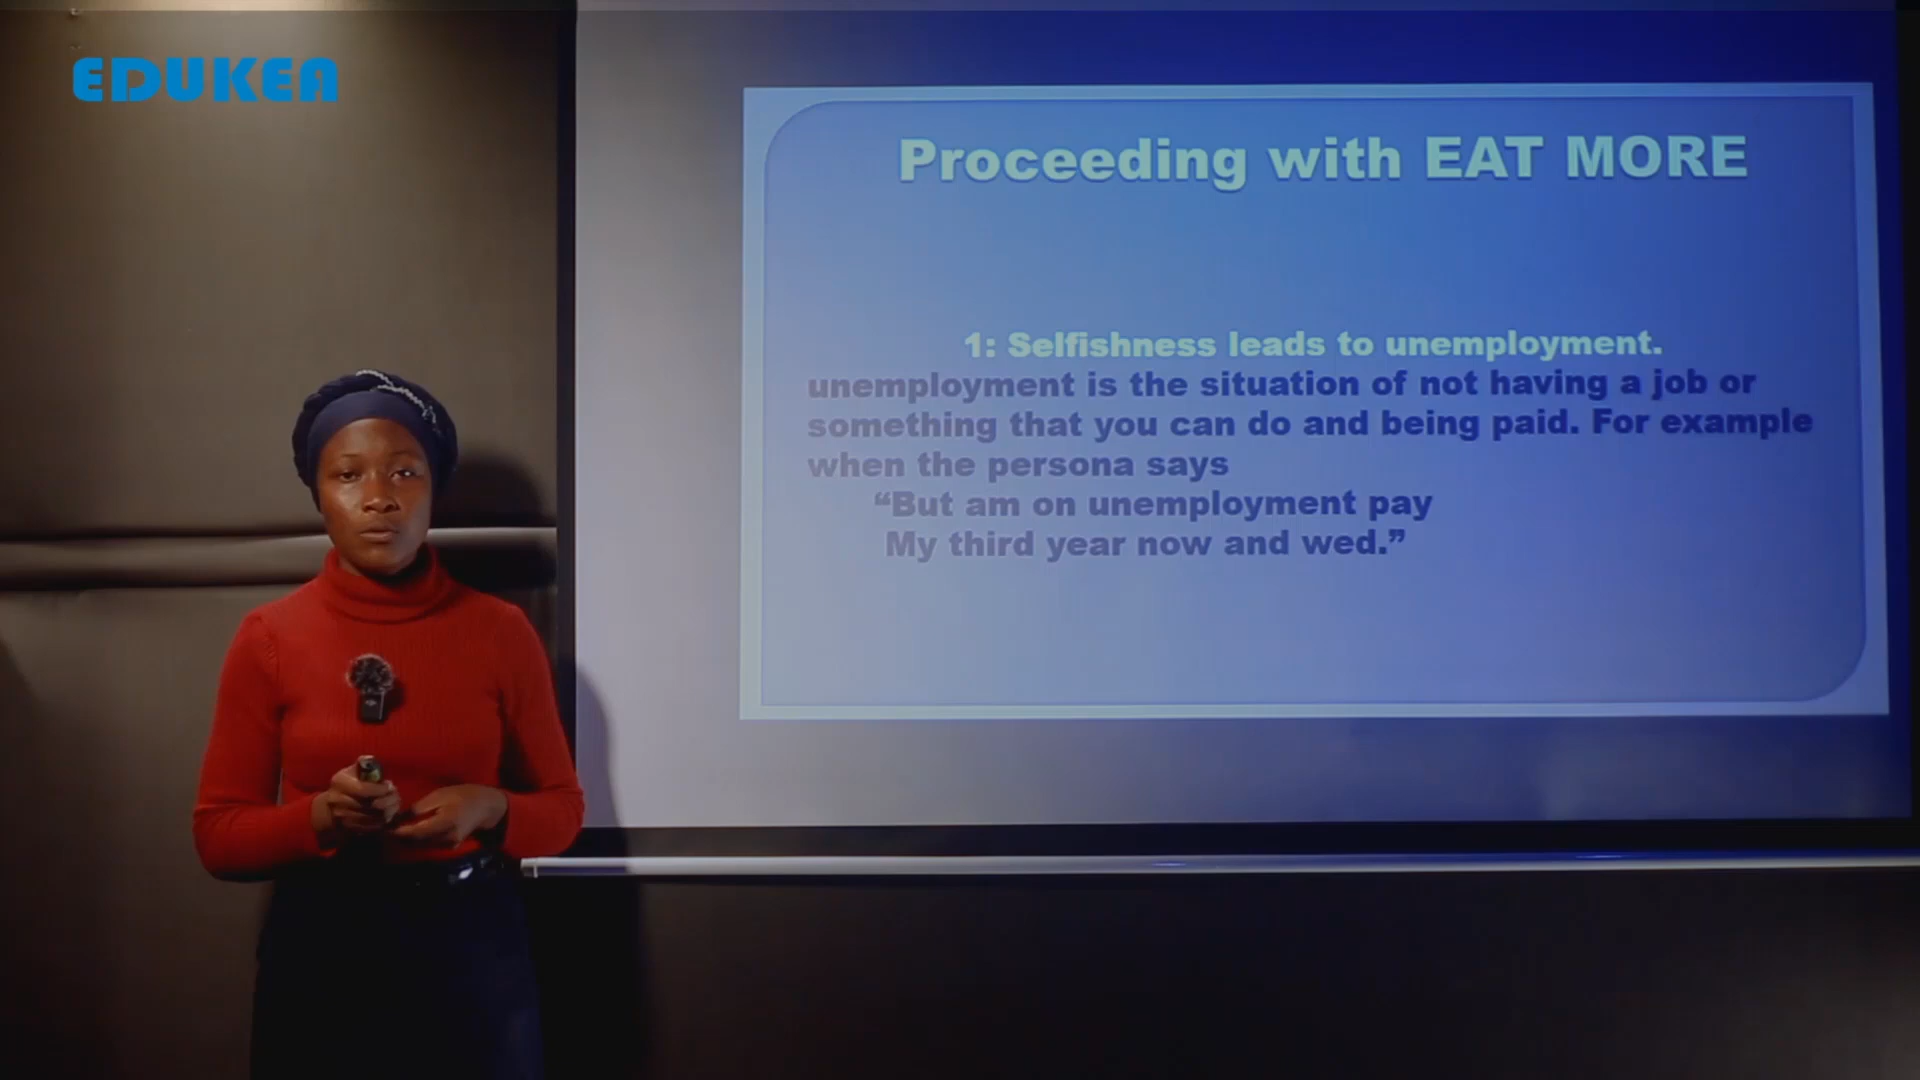 EDUKEA
Proceeding with EAT MORE
1: Selfishness leads to unemployment.
unemployment is the situation of not having a job or
something that you can do and being paid. For example
when the persona says
“But am on unemployment pay
My third year now and wed.”